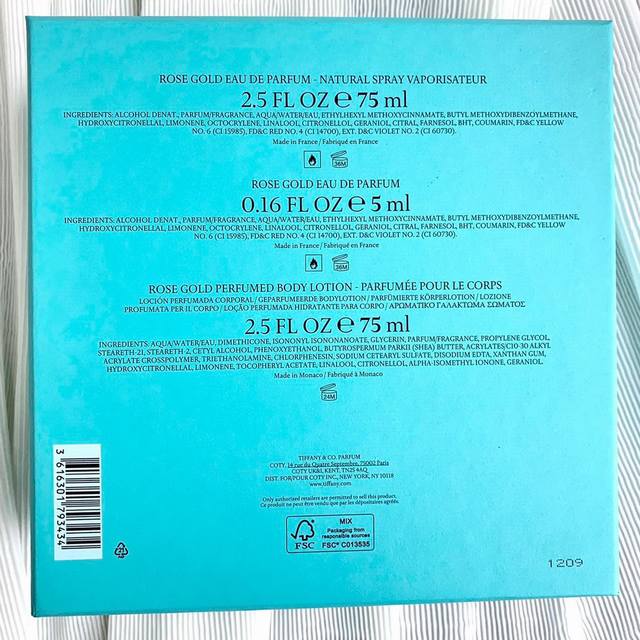 ROSE GOLD EAU DE PARFUM - NATURAL SPRAY VAPORISATEUR
2.5 FL OZ ℮ 75 ml
INGREDIENTS: ALCOHOL DENAT., PARFUM/FRAGRANCE, AQUA/WATER/EAU, ETHYLHEXYL METHOXYCINNAMATE, BUTYL METHOXYDIBENZOYLMETHANE,
HYDROXYCITRONELLAL, LIMONENE, OCTOCRYLENE, LINALOOL, CITRONELLOL, GERANIOL, CITRAL, FARNESOL, BHT, COUMARIN, FD&C YELLOW
NO. 6 (CI 15985), FD&C RED NO. 4 (CI 14700), EXT. D&C VIOLET NO. 2 (CI 60730).
Made in France / Fabriqué en France
36M
ROSE GOLD EAU DE PARFUM
0.16 FL OZ ℮ 5 ml
INGREDIENTS: ALCOHOL DENAT., PARFUM/FRAGRANCE, AQUA/WATER/EAU, ETHYLHEXYL METHOXYCINNAMATE, BUTYL METHOXYDIBENZOYLMETHANE,
HYDROXYCITRONELLAL, LIMONENE, OCTOCRYLENE, LINALOOL, CITRONELLOL, GERANIOL, CITRAL, FARNESOL, BHT, COUMARIN, FD&C YELLOW
NO. 6 (CI 15985), FD&C RED NO. 4 (CI 14700), EXT. D&C VIOLET NO. 2 (CI 60730).
Made in France / Fabriqué en France
36M
ROSE GOLD PERFUMED BODY LOTION - PARFUMÉE POUR LE CORPS
LOCIÓN PERFUMADA CORPORAL / GEPARFUMEERDE BODYLOTION / PARFÜMIERTE KÖRPERLOTION / LOZIONE
PROFUMATA PER IL CORPO / LOÇÃO PERFUMADA HIDRATANTE PARA CORPO / ΑΡΩΜΑΤΙΚΟ ΓΑΛΑΚΤΩΜΑ ΣΩΜΑΤΟΣ
2.5 FL OZ ℮ 75 ml
INGREDIENTS: AQUA/WATER/EAU, DIMETHICONE, ISONONYL ISONONANOATE, GLYCERIN, PARFUM/FRAGRANCE, PROPYLENE GLYCOL,
STEARETH-21, STEARETH-2, CETYL ALCOHOL, PHENOXYETHANOL, BUTYROSPERMUM PARKII (SHEA) BUTTER, ACRYLATES/C10-30 ALKYL
ACRYLATE CROSSPOLYMER, TRIETHANOLAMINE, CHLORPHENESIN, SODIUM CETEARYL SULFATE, DISODIUM EDTA, XANTHAN GUM,
HYDROXYCITRONELLAL, LIMONENE, TOCOPHERYL ACETATE, LINALOOL, CITRONELLOL, ALPHA-ISOMETHYL IONONE, GERANIOL.
Made in Monaco / Fabriqué à Monaco
24M
TIFFANY & CO. PARFUM
COTY, 14 rue du Quatre Septembre, 75002 Paris
COTY UK&I, KENT, TN25 4AQ
DIST. FOR/POUR COTY INC., NEW YORK, NY 10118
www.tiffany.com
Only authorized retailers are permitted to sell this product.
Ce produit ne peut être vendu que par les dépositaires agréés.
FSC
MIX
Packaging from
responsible sources
FSC® C013535
3 616301 793434
21
1209